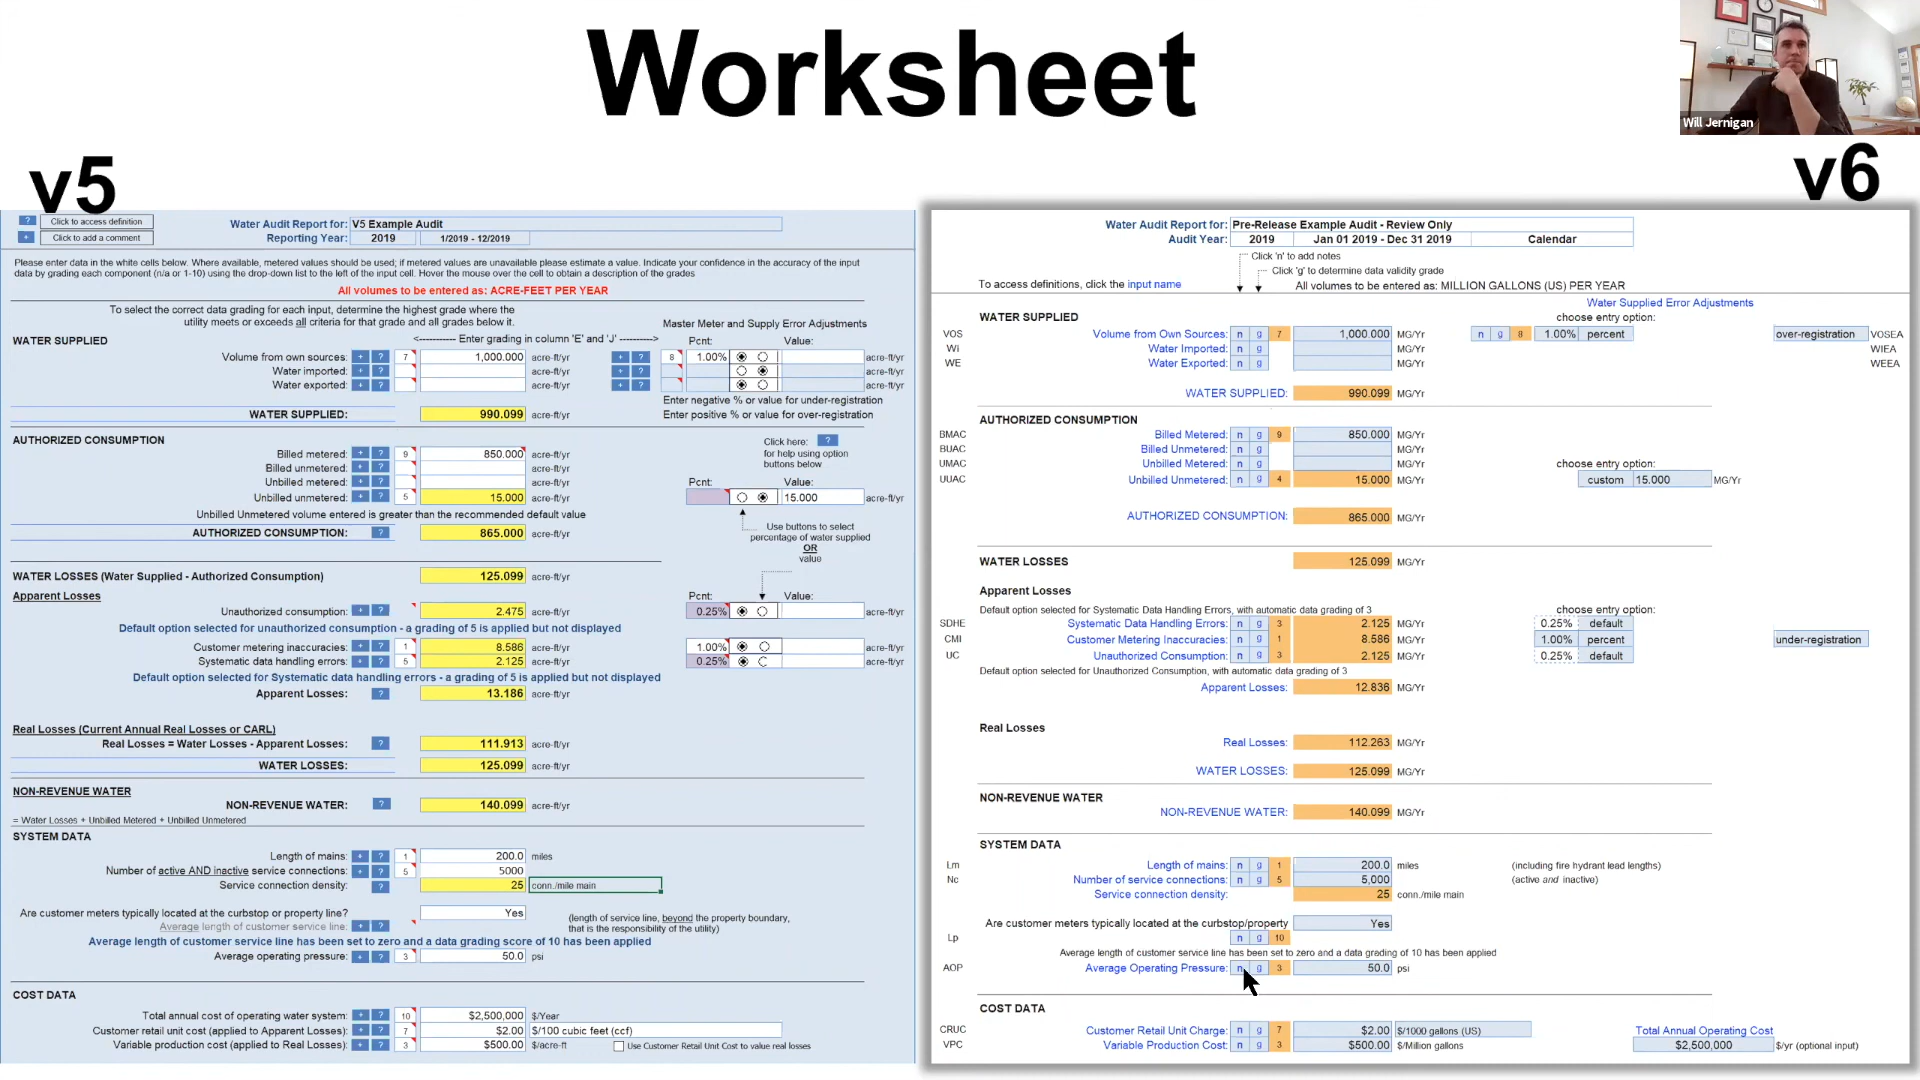 Worksheet
Will Jernigan
v5
v6
? Click to access definition
+ Click to add a comment
Water Audit Report for: V5 Example Audit
Reporting Year: 2019 1/2019 - 12/2019
Please enter data in the white cells below. Where available, metered values should be used; if metered values are unavailable please estimate a value. Indicate your confidence in the accuracy of the input
data by grading each component (n/a or 1-10) using the drop-down list to the left of the input cell. Hover the mouse over the cell to obtain a description of the grades
All volumes to be entered as: ACRE-FEET PER YEAR
To select the correct data grading for each input, determine the highest grade where the
utility meets or exceeds all criteria for that grade and all grades below it.
Master Meter and Supply Error Adjustments
WATER SUPPLIED
<----------- Enter grading in column 'E' and 'J' ---------->
Pcnt: Value:
Volume from own sources: + ? 7 1,000.000 acre-ft/yr + ? 8 1.00% acre-ft/yr
Water imported: + ? acre-ft/yr + ? acre-ft/yr
Water exported: + ? acre-ft/yr + ? acre-ft/yr
Enter negative % or value for under-registration
WATER SUPPLIED: 990.099 acre-ft/yr Enter positive % or value for over-registration
AUTHORIZED CONSUMPTION
Click here: ?
for help using option
buttons below
Billed metered: + ? 9 850.000 acre-ft/yr
Billed unmetered: + ? acre-ft/yr
Unbilled metered: + ? acre-ft/yr Pcnt: Value:
Unbilled unmetered: + ? 5 15.000 acre-ft/yr 15.000 acre-ft/yr
Unbilled Unmetered volume entered is greater than the recommended default value
AUTHORIZED CONSUMPTION: ? 865.000 acre-ft/yr
Use buttons to select
percentage of water supplied
OR
value
WATER LOSSES (Water Supplied - Authorized Consumption) 125.099 acre-ft/yr
Apparent Losses
Pcnt: Value:
Unauthorized consumption: + ? 2.475 acre-ft/yr 0.25% acre-ft/yr
Default option selected for unauthorized consumption - a grading of 5 is applied but not displayed
Customer metering inaccuracies: + ? 1 8.586 acre-ft/yr 1.00% acre-ft/yr
Systematic data handling errors: + ? 5 2.125 acre-ft/yr 0.25% acre-ft/yr
Default option selected for Systematic data handling errors - a grading of 5 is applied but not displayed
Apparent Losses: ? 13.186 acre-ft/yr
Real Losses (Current Annual Real Losses or CARL)
Real Losses = Water Losses - Apparent Losses: ? 111.913 acre-ft/yr
WATER LOSSES: 125.099 acre-ft/yr
NON-REVENUE WATER
NON-REVENUE WATER: ? 140.099 acre-ft/yr
= Water Losses + Unbilled Metered + Unbilled Unmetered
SYSTEM DATA
Length of mains: + ? 1 200.0 miles
Number of active AND inactive service connections: + ? 5 5000
Service connection density: ? 25 conn./mile main
Are customer meters typically located at the curbstop or property line? Yes
Average length of customer service line: + ?
(length of service line, beyond the property boundary,
that is the responsibility of the utility)
Average length of customer service line has been set to zero and a data grading score of 10 has been applied
Average operating pressure: + ? 3 50.0 psi
COST DATA
Total annual cost of operating water system: + ? 10 $2,500,000 $/Year
Customer retail unit cost (applied to Apparent Losses): + ? 7 $2.00 $/100 cubic feet (ccf)
Variable production cost (applied to Real Losses): + ? 3 $500.00 $/acre-ft Use Customer Retail Unit Cost to value real losses
Water Audit Report for: Pre-Release Example Audit - Review Only
Audit Year: 2019 Jan 01 2019 - Dec 31 2019 Calendar
Click 'n' to add notes
Click 'g' to determine data validity grade
To access definitions, click the input name All volumes to be entered as: MILLION GALLONS (US) PER YEAR
Water Supplied Error Adjustments
WATER SUPPLIED choose entry option:
VOS Volume from Own Sources: n g 7 1,000.000 MG/Yr n g 8 1.00% percent over-registration VOSEA
WI Water Imported: n g MG/Yr WIEA
WE Water Exported: n g MG/Yr WEEA
WATER SUPPLIED: 990.099 MG/Yr
AUTHORIZED CONSUMPTION
BMAC Billed Metered: n g 9 850.000 MG/Yr
BUAC Billed Unmetered: n g MG/Yr
UMAC Unbilled Metered: n g MG/Yr choose entry option:
UUAC Unbilled Unmetered: n g 4 15.000 MG/Yr custom 15.000 MG/Yr
AUTHORIZED CONSUMPTION: 865.000 MG/Yr
WATER LOSSES 125.099 MG/Yr
Apparent Losses
Default option selected for Systematic Data Handling Errors, with automatic data grading of 3 choose entry option:
SDHE Systematic Data Handling Errors: n g 3 2.125 MG/Yr 0.25% default
CMI Customer Metering Inaccuracies: n g 1 8.586 MG/Yr 1.00% percent under-registration
UC Unauthorized Consumption: n g 3 2.125 MG/Yr 0.25% default
Default option selected for Unauthorized Consumption, with automatic data grading of 3
Apparent Losses: 12.836 MG/Yr
Real Losses
Real Losses: 112.263 MG/Yr
WATER LOSSES: 125.099 MG/Yr
NON-REVENUE WATER
NON-REVENUE WATER: 140.099 MG/Yr
SYSTEM DATA
Lm Length of mains: n g 1 200.0 miles (including fire hydrant lead lengths)
Nc Number of service connections: n g 5 5,000 (active and inactive)
Service connection density: 25 conn./mile main
Are customer meters typically located at the curbstop/property Yes
Lp n g 10
Average length of customer service line has been set to zero and a data grading of 10 has been applied
AOP Average Operating Pressure: n g 3 50.0 psi
COST DATA
CRUC Customer Retail Unit Charge: n g 7 $2.00 $/1000 gallons (US) Total Annual Operating Cost
VPC Variable Production Cost: n g 3 $500.00 $/Million gallons $2,500,000 $/yr (optional input)